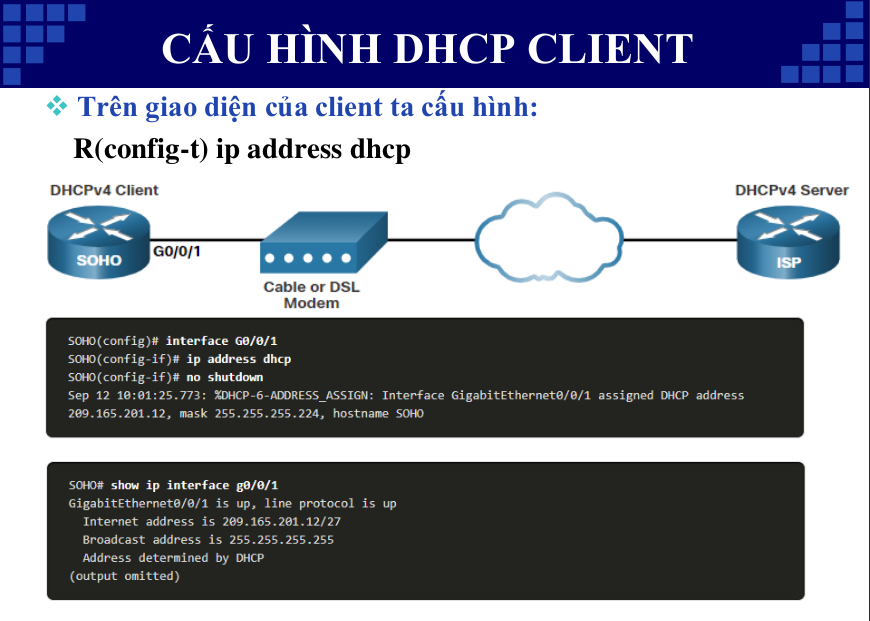 CẤU HÌNH DHCP CLIENT
Trên giao diện của client ta cấu hình:
R(config-t) ip address dhcp
DHCPv4 Client
DHCPv4 Server
SOHO
G0/0/1
ISP
Cable or DSL
Modem
SOHO(config)# interface G0/0/1
SOHO(config-if)# ip address dhcp
SOHO(config-if)# no shutdown
Sep 12 10:01:25.773: %DHCP-6-ADDRESS_ASSIGN: Interface GigabitEthernet0/0/1 assigned DHCP address
209.165.201.12, mask 255.255.255.224, hostname SOHO
SOHO# show ip interface g0/0/1
GigabitEthernet0/0/1 is up, line protocol is up
Internet address is 209.165.201.12/27
Broadcast address is 255.255.255.255
Address determined by DHCP
(output omitted)